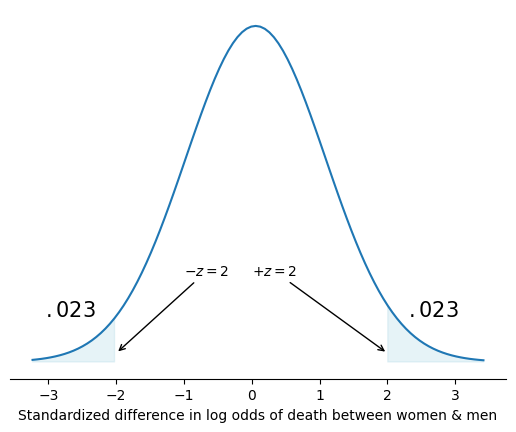 −z = 2
+z = 2
.023
.023
−3 −2 −1 0 1 2 3
Standardized difference in log odds of death between women & men